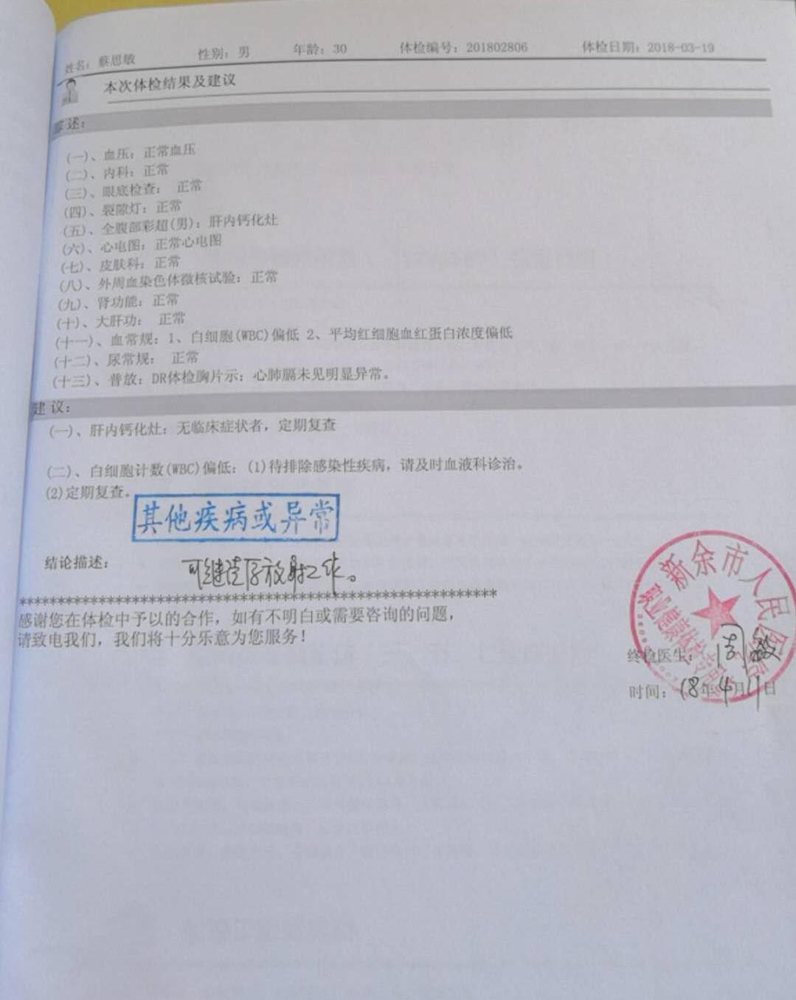 姓名：蔡思敏 性别：男 年龄：30 体检编号：201802806 体检日期：2018-03-19
本次体检结果及建议
综 述：
(一)、血压：正常血压
(二)、内科：正常
(三)、眼底检查： 正常
(四)、裂隙灯：正常
(五)、全腹部彩超(男)：肝内钙化灶
(六)、心电图：正常心电图
(七)、皮肤科：正常
(八)、外周血染色体微核试验：正常
(九)、肾功能：正常
(十)、大肝功： 正常
(十一)、血常规：1、白细胞(WBC)偏低 2、平均红细胞血红蛋白浓度偏低
(十二)、尿常规： 正常
(十三)、普放：DR体检胸片示：心肺膈未见明显异常。
建 议：
(一)、肝内钙化灶：无临床症状者，定期复查
(二)、白细胞计数(WBC)偏低：(1)待排除感染性疾病，请及时血液科诊治。
(2)定期复查。
其他疾病或异常
结论描述： 可继续原放射工作。
****************************************************************
感谢您在体检中予以的合作，如有不明白或需要咨询的问题，
请致电我们，我们将十分乐意为您服务！
新余市人民医院
终检医生：周敏
时间：18年4月11日